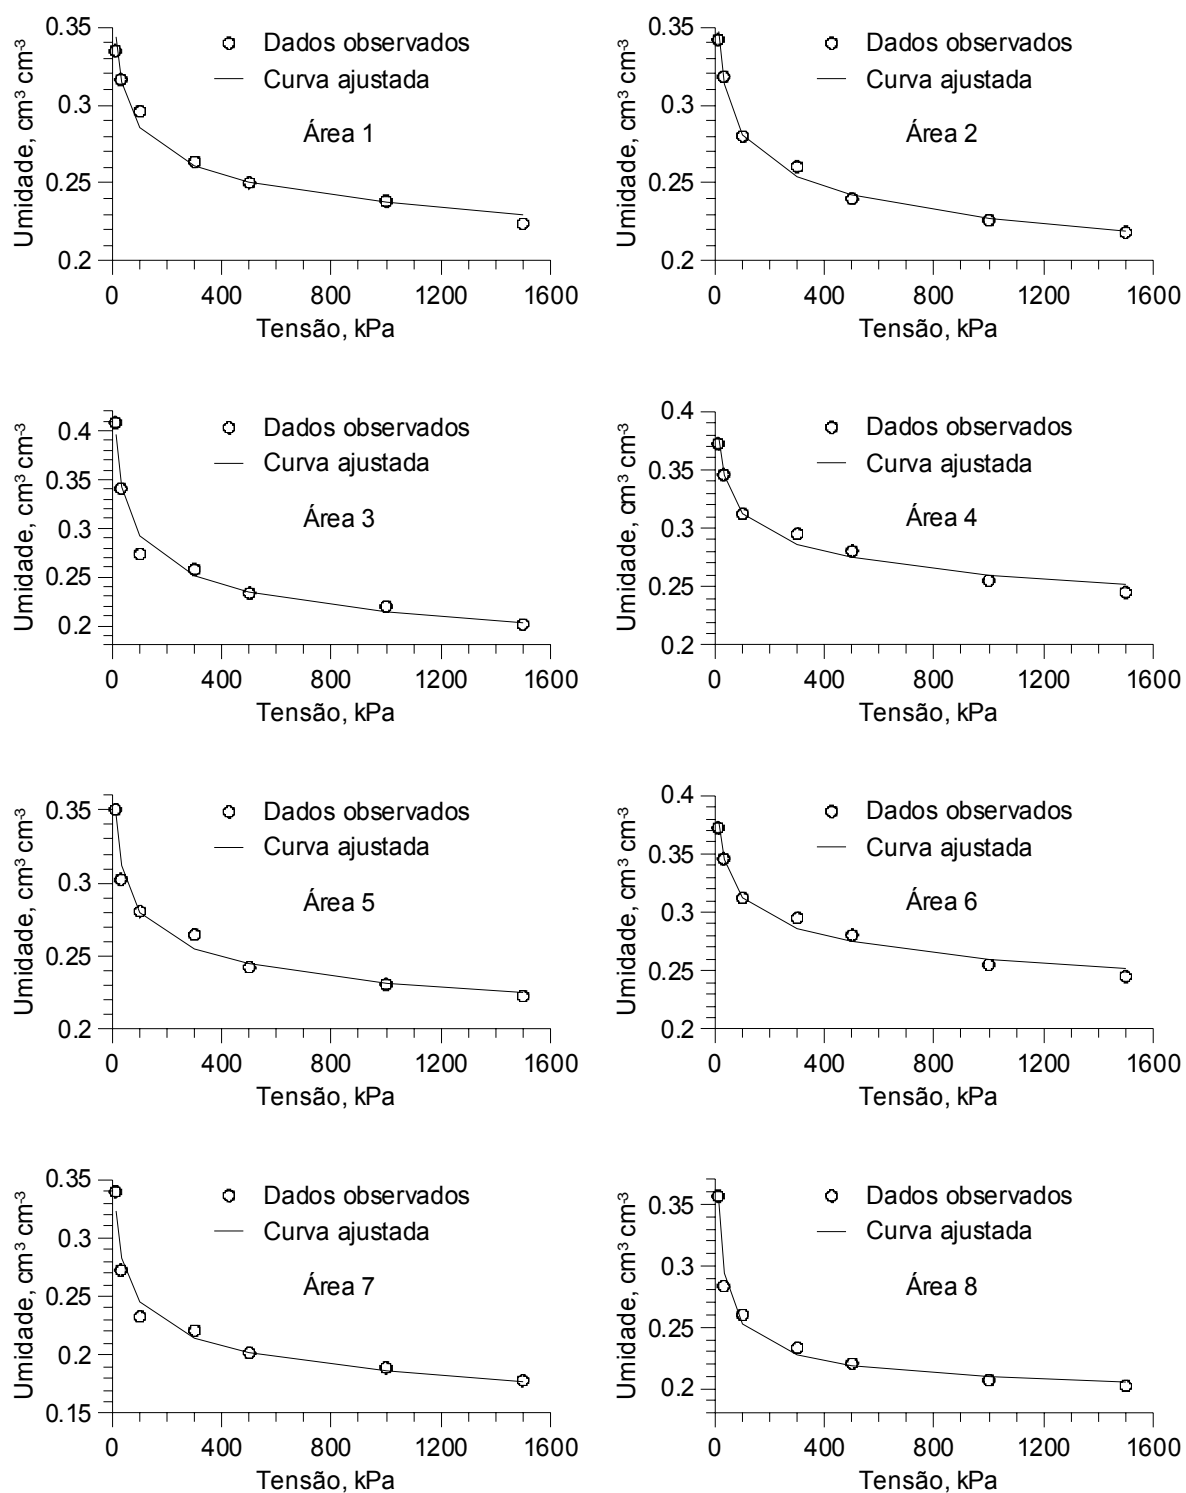 0.35
0.3
0.25
0.2
Umidade, cm³ cm⁻³
Dados observados
Curva ajustada
Área 1
0 400 800 1200 1600
Tensão, kPa
0.35
0.3
0.25
0.2
Umidade, cm³ cm⁻³
Dados observados
Curva ajustada
Área 2
0 400 800 1200 1600
Tensão, kPa
0.4
0.35
0.3
0.25
0.2
Umidade, cm³ cm⁻³
Dados observados
Curva ajustada
Área 3
0 400 800 1200 1600
Tensão, kPa
0.4
0.35
0.3
0.25
0.2
Umidade, cm³ cm⁻³
Dados observados
Curva ajustada
Área 4
0 400 800 1200 1600
Tensão, kPa
0.35
0.3
0.25
0.2
Umidade, cm³ cm⁻³
Dados observados
Curva ajustada
Área 5
0 400 800 1200 1600
Tensão, kPa
0.4
0.35
0.3
0.25
0.2
Umidade, cm³ cm⁻³
Dados observados
Curva ajustada
Área 6
0 400 800 1200 1600
Tensão, kPa
0.35
0.3
0.25
0.2
0.15
Umidade, cm³ cm⁻³
Dados observados
Curva ajustada
Área 7
0 400 800 1200 1600
Tensão, kPa
0.35
0.3
0.25
0.2
Umidade, cm³ cm⁻³
Dados observados
Curva ajustada
Área 8
0 400 800 1200 1600
Tensão, kPa